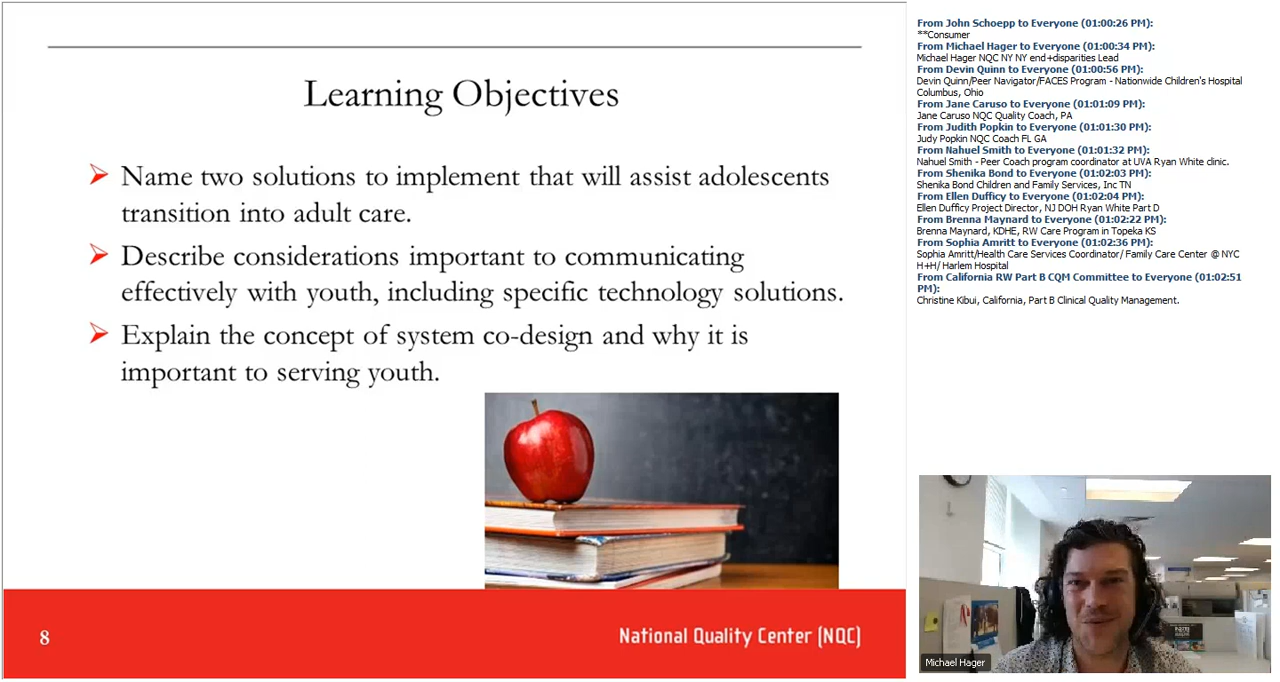 Learning Objectives
Name two solutions to implement that will assist adolescents
transition into adult care.
Describe considerations important to communicating
effectively with youth, including specific technology solutions.
Explain the concept of system co-design and why it is
important to serving youth.
8
National Quality Center (NQC)
From John Schoepp to Everyone (01:00:26 PM):
**Consumer
From Michael Hager to Everyone (01:00:34 PM):
Michael Hager NQC NY NY end+disparities Lead
From Devin Quinn to Everyone (01:00:56 PM):
Devin Quinn/Peer Navigator/FACES Program - Nationwide Children's Hospital
Columbus, Ohio
From Jane Caruso to Everyone (01:01:09 PM):
Jane Caruso NQC Quality Coach, PA
From Judith Popkin to Everyone (01:01:30 PM):
Judy Popkin NQC Coach FL GA
From Nahuel Smith to Everyone (01:01:32 PM):
Nahuel Smith - Peer Coach program coordinator at UVA Ryan White clinic.
From Shenika Bond to Everyone (01:02:03 PM):
Shenika Bond Children and Family Services, Inc TN
From Ellen Dufficy to Everyone (01:02:04 PM):
Ellen Dufficy Project Director, NJ DOH Ryan White Part D
From Brenna Maynard to Everyone (01:02:22 PM):
Brenna Maynard, KDHE, RW Care Program in Topeka KS
From Sophia Amritt to Everyone (01:02:36 PM):
Sophia Amritt/Health Care Services Coordinator/ Family Care Center @ NYC
H+H/ Harlem Hospital
From California RW Part B CQM Committee to Everyone (01:02:51
PM):
Christine Kibui, California, Part B Clinical Quality Management.
Michael Hager